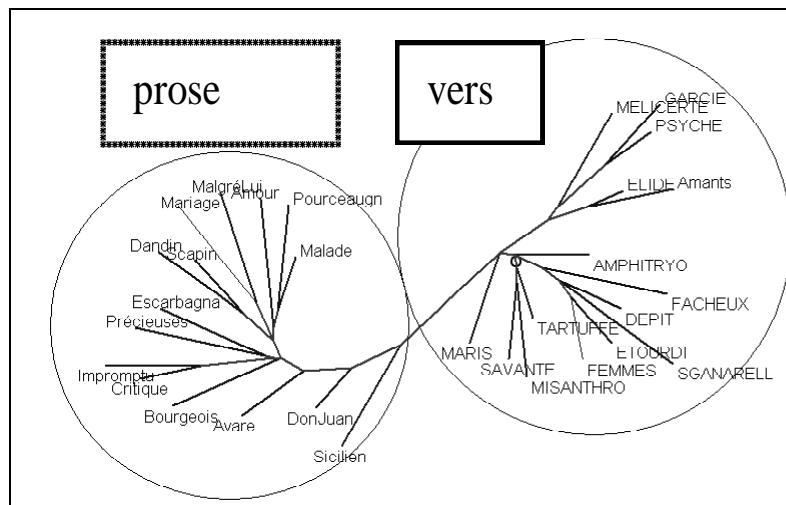 prose
vers
GARCIE
MELICERTE
PSYCHE
ELIDE
Amants
AMPHITRYO
FACHEUX
DEPIT
TARTUFFE
ETOURDI
MARIS
SAVANTE
FEMMES
SGANARELL
MISANTHRO
MalgréLui
Amour
Mariage
Pourceaugn
Dandin
Scapin
Malade
Escarbagna
Précieuses
Impromptu
Critique
Bourgeois
Avare
DonJuan
Sicilien